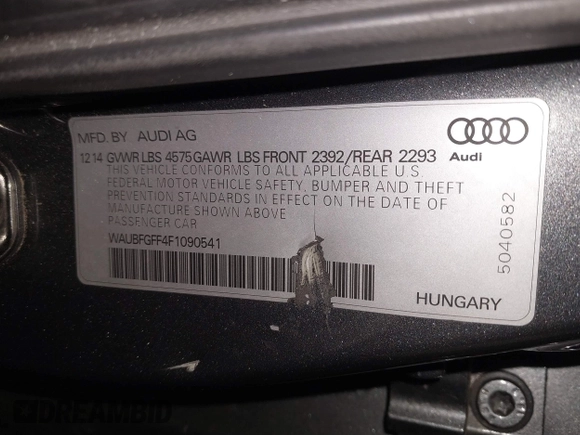 MFD. BY AUDI AG
12 14 GVWR LBS 4575 GAWR LBS FRONT 2392/REAR 2293
Audi
THIS VEHICLE CONFORMS TO ALL APPLICABLE U.S.
FEDERAL MOTOR VEHICLE SAFETY, BUMPER AND THEFT
PREVENTION STANDARDS IN EFFECT ON THE DATE OF
MANUFACTURE SHOWN ABOVE
PASSENGER CAR
WAUBFGFF4F1090541
5040582
HUNGARY
DREAMBID